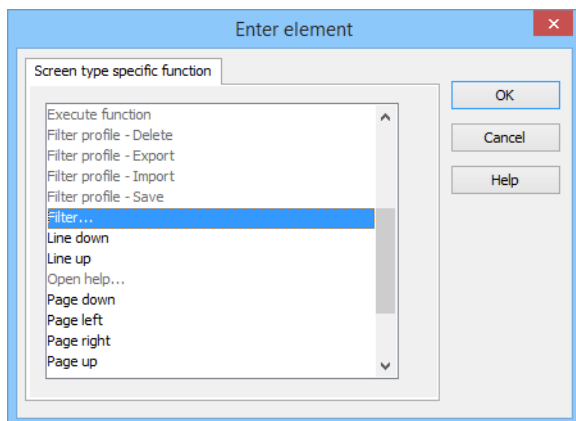 Enter element
Screen type specific function
Execute function
Filter profile - Delete
Filter profile - Export
Filter profile - Import
Filter profile - Save
Filter...
Line down
Line up
Open help...
Page down
Page left
Page right
Page up
OK
Cancel
Help